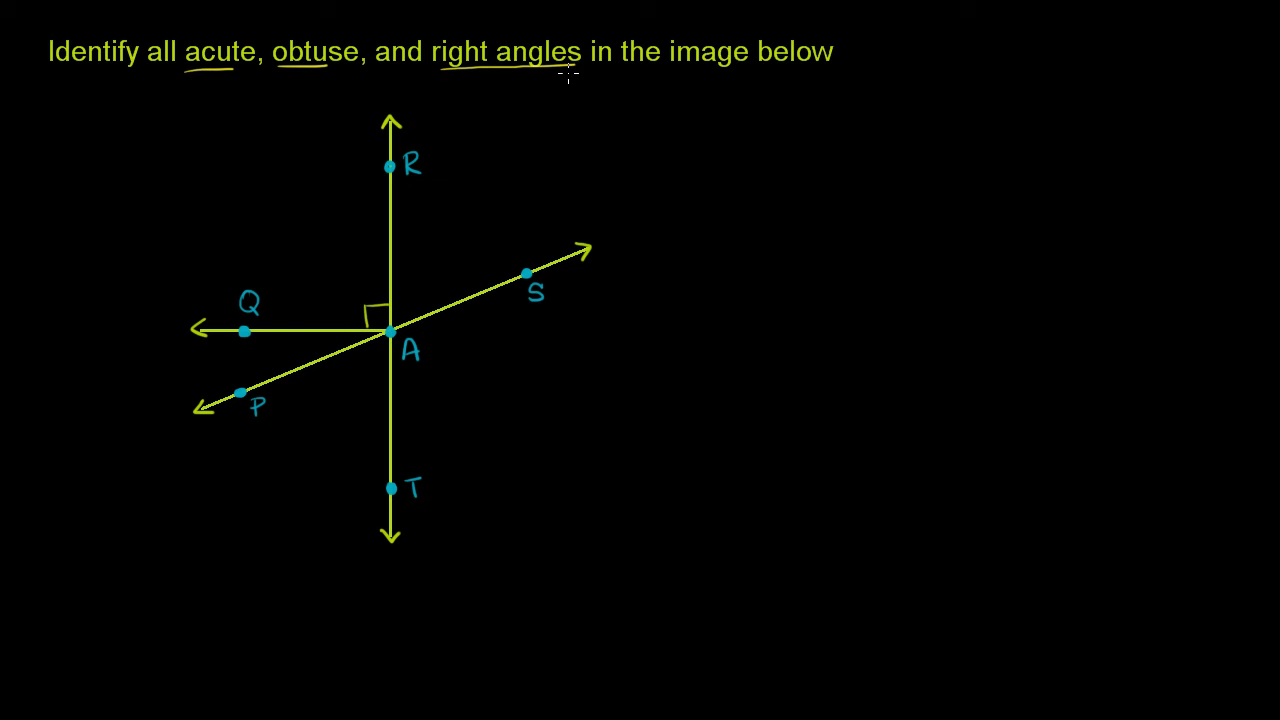 Identify all acute, obtuse, and right angles in the image below
R
S
Q
A
P
T